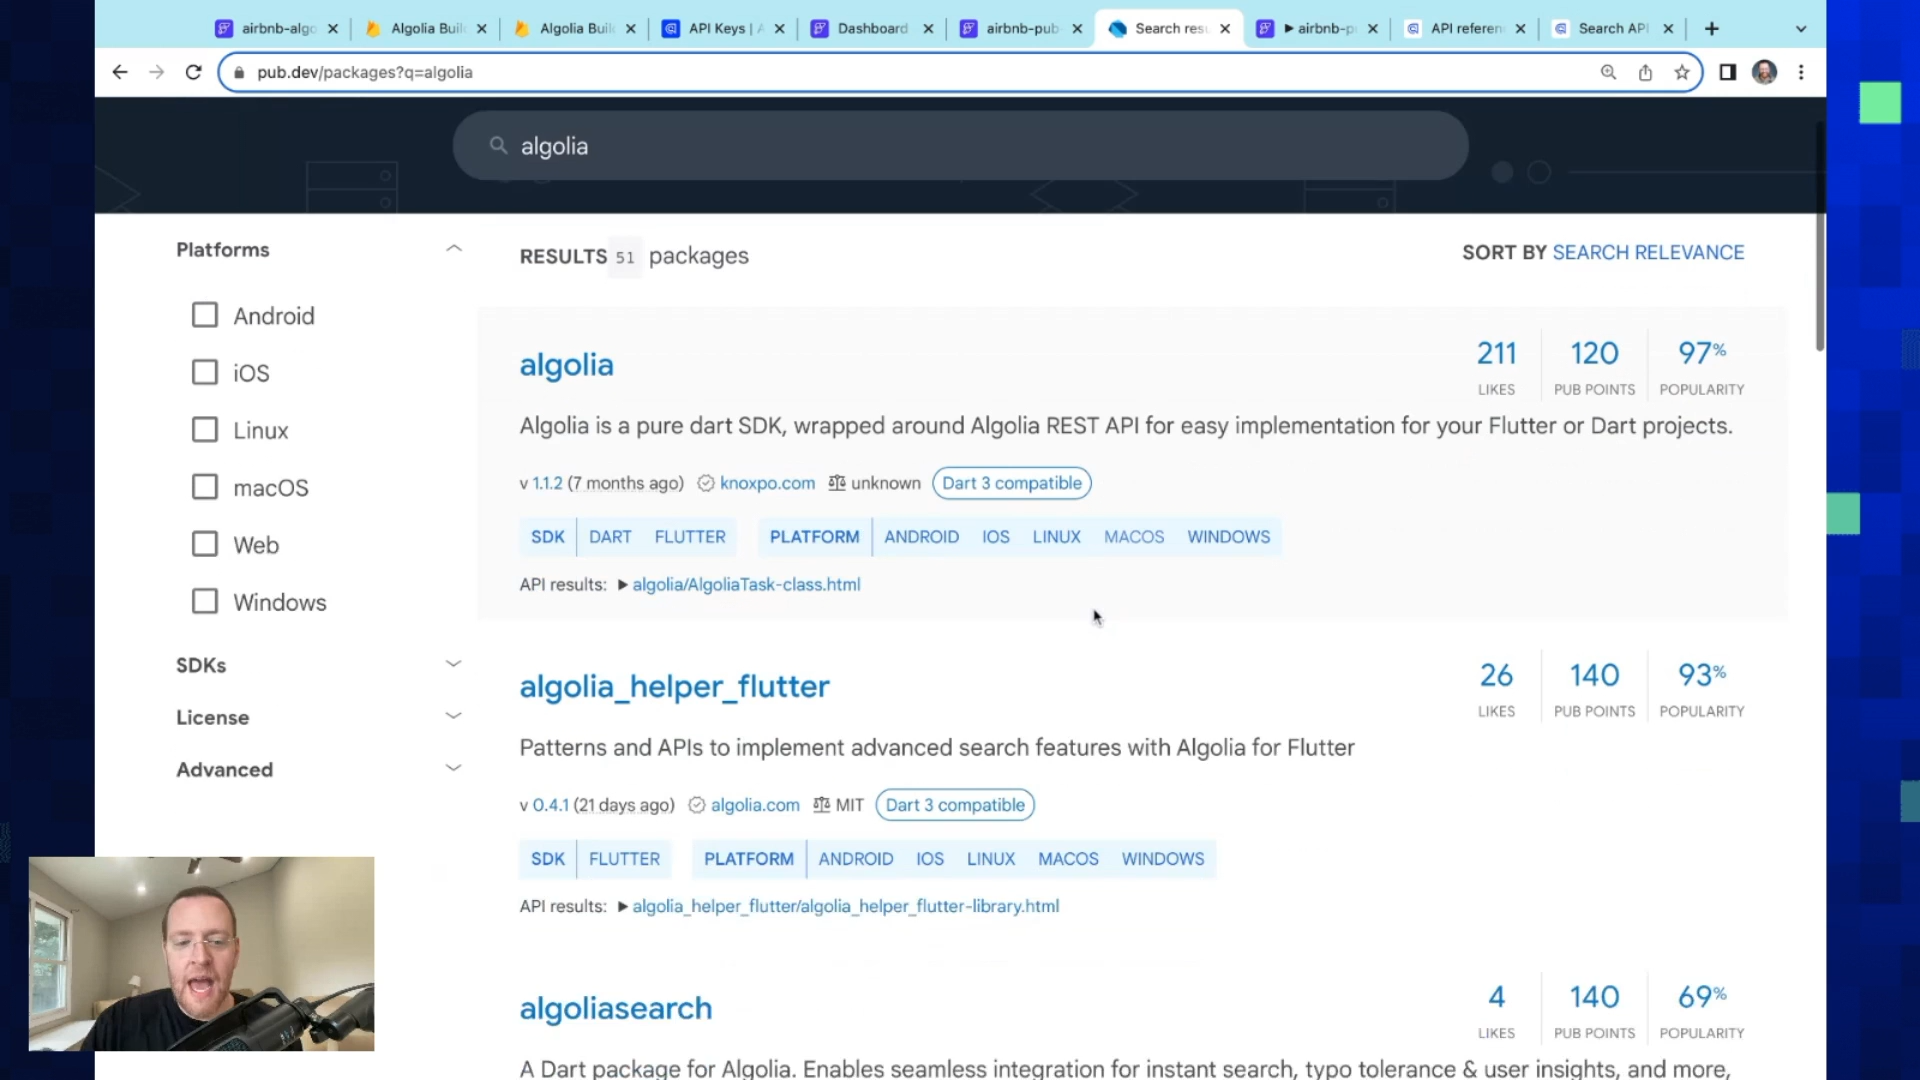 airbnb-algo
Algolia Buil
Algolia Buil
API Keys | A
Dashboard
airbnb-pub
Search resu
airbnb-p
API referen
Search API
pub.dev/packages?q=algolia
algolia
Platforms
Android
iOS
Linux
macOS
Web
Windows
SDKs
License
Advanced
RESULTS 51 packages
SORT BY SEARCH RELEVANCE
algolia
211 LIKES
120 PUB POINTS
97% POPULARITY
Algolia is a pure dart SDK, wrapped around Algolia REST API for easy implementation for your Flutter or Dart projects.
v 1.1.2 (7 months ago) knoxpo.com unknown Dart 3 compatible
SDK DART FLUTTER PLATFORM ANDROID IOS LINUX MACOS WINDOWS
API results: ▶ algolia/AlgoliaTask-class.html
algolia_helper_flutter
26 LIKES
140 PUB POINTS
93% POPULARITY
Patterns and APIs to implement advanced search features with Algolia for Flutter
v 0.4.1 (21 days ago) algolia.com MIT Dart 3 compatible
SDK FLUTTER PLATFORM ANDROID IOS LINUX MACOS WINDOWS
API results: ▶ algolia_helper_flutter/algolia_helper_flutter-library.html
algoliasearch
4 LIKES
140 PUB POINTS
69% POPULARITY
A Dart package for Algolia. Enables seamless integration for instant search, typo tolerance & user insights, and more,